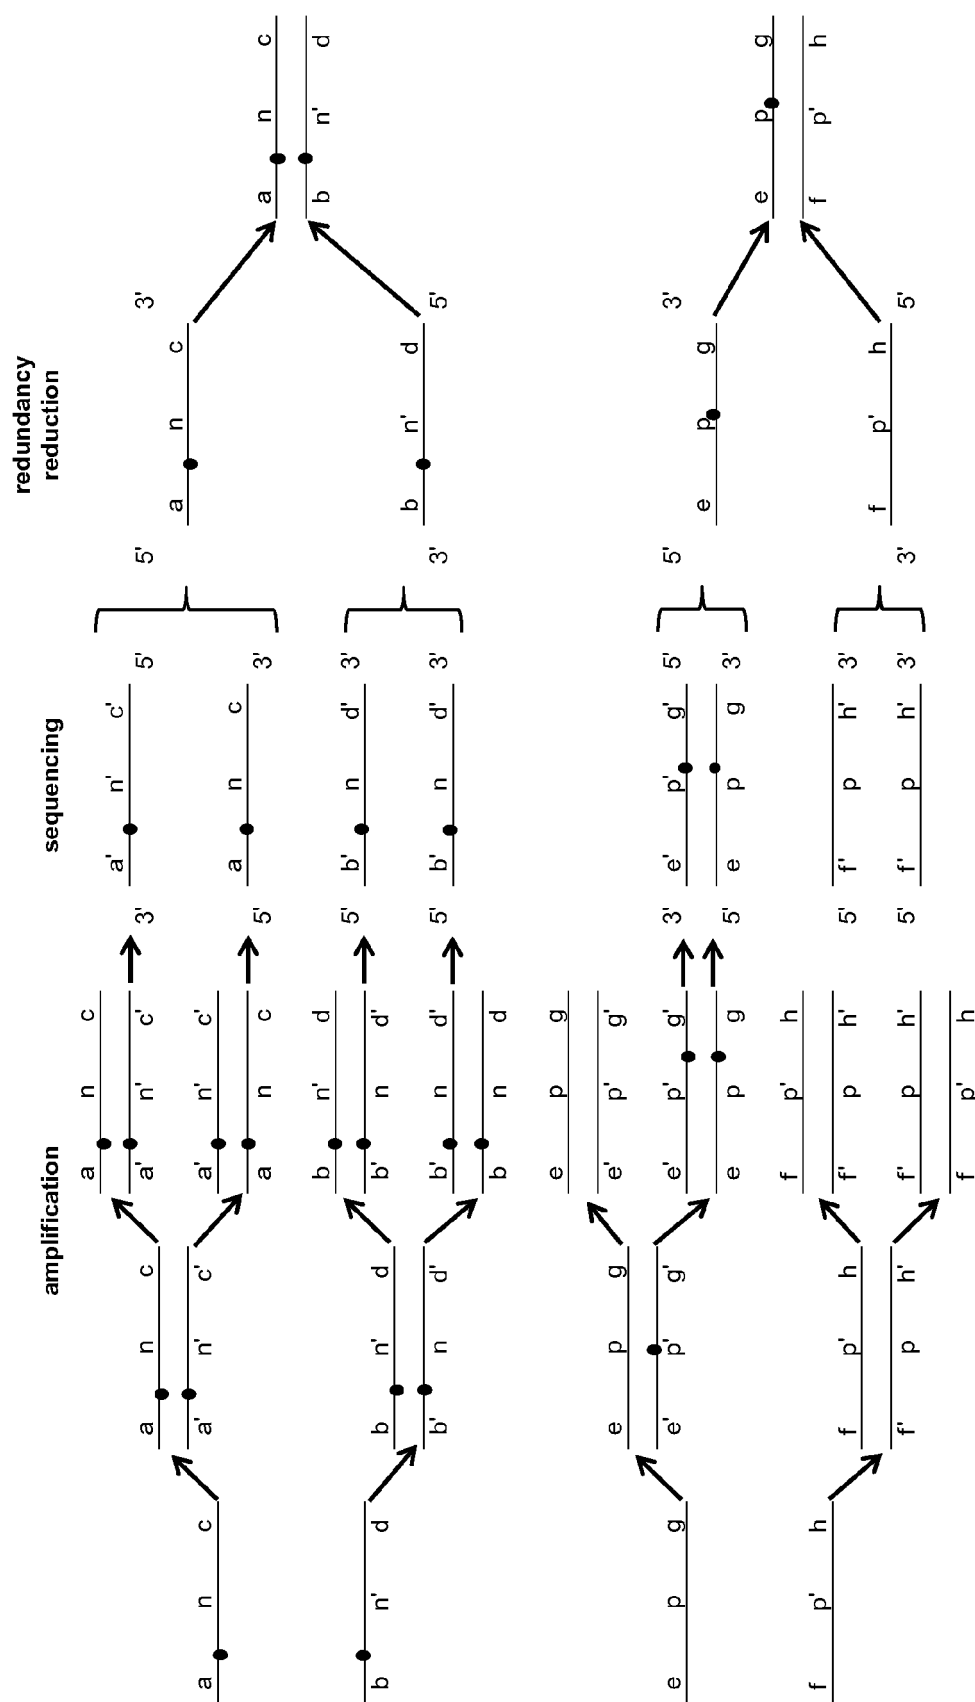 amplification
sequencing
redundancy
reduction
a n c
b n' d
e p g
f p' h
a n c
a' n' c'
b n' d
b' n d'
e p g
e' p' g'
f p' h
f' p h'
a n c
a' n' c'
a' n' c'
a n c
b n' d
b' n d'
b' n d'
b n d
e p g
e' p' g'
e' p' g'
e p g
f p' h
f' p h'
f' p h'
f p' h
a' n' c'
3' 5'
a n c
5' 3'
5' b' n d' 3'
5' b' n d' 3'
3' e' p' g' 5'
5' e p g 3'
5' f' p h' 3'
5' f' p h' 3'
5' 3'
a n c
b n' d
3' 5'
5' 3'
e p g
f p' h
3' 5'
a n c
b n' d
e p g
f p' h